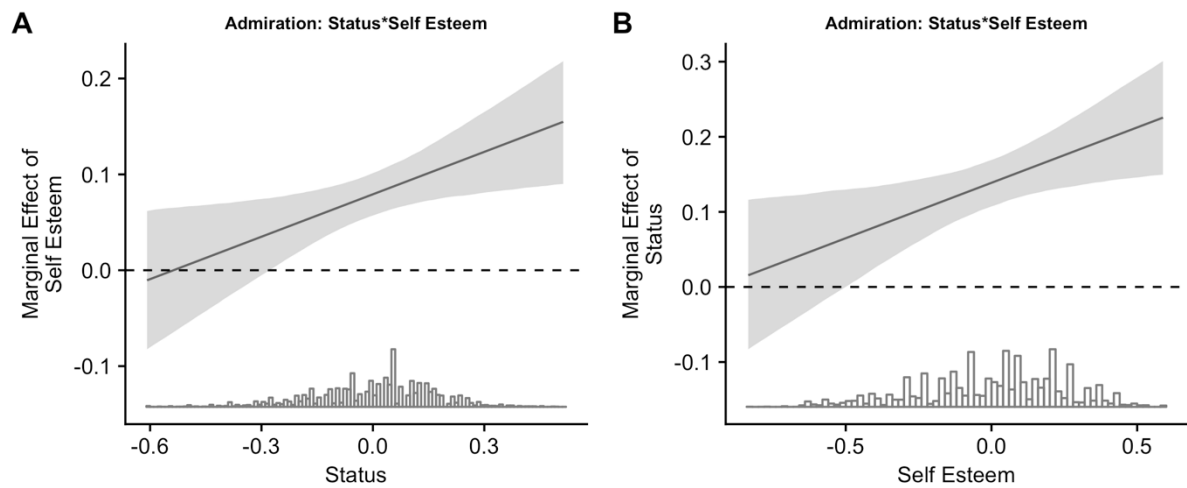 A
Admiration: Status*Self Esteem
Marginal Effect of
Self Esteem
0.2
0.1
0.0
-0.1
-0.6
-0.3
0.0
0.3
Status
B
Admiration: Status*Self Esteem
Marginal Effect of
Status
0.3
0.2
0.1
0.0
-0.1
-0.5
0.0
0.5
Self Esteem